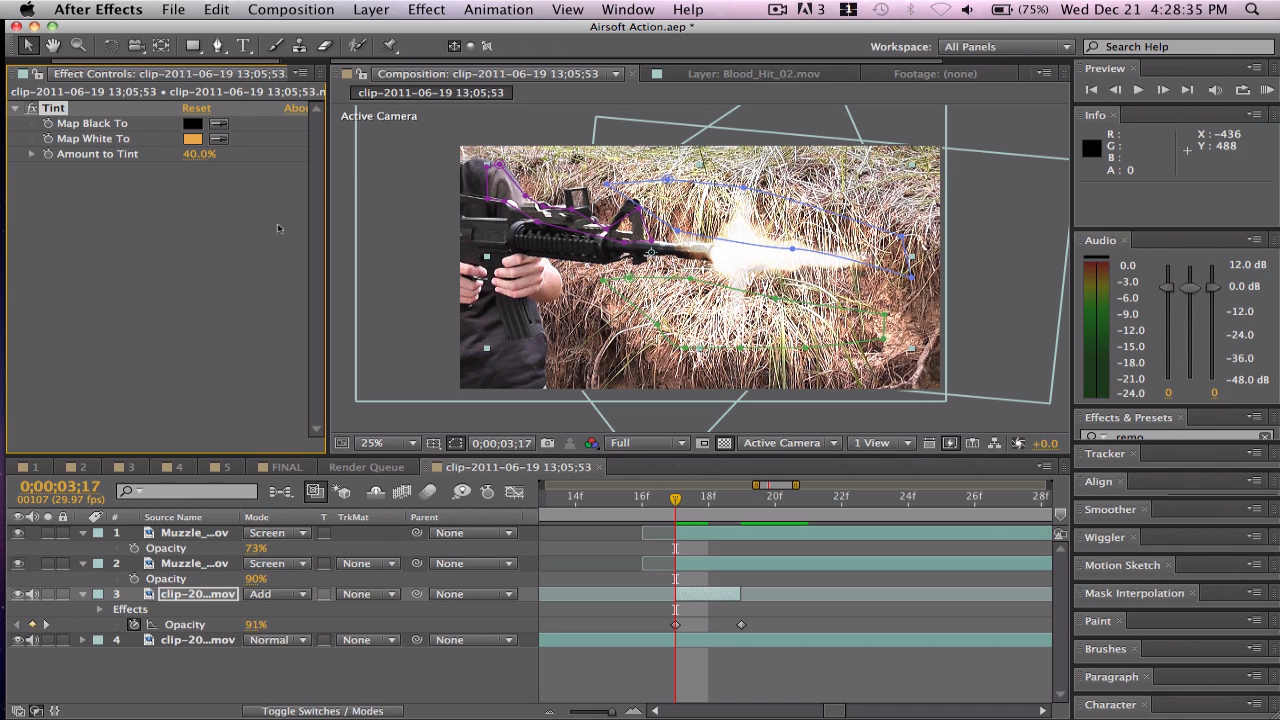 After Effects File Edit Composition Layer Effect Animation View Window Help A 3 1 (75%) Wed Dec 21 4:28:35 PM
Airsoft Action.aep *
Workspace: All Panels Search Help
Effect Controls: clip-2011-06-19 13;05;53
Composition: clip-2011-06-19 13;05;53
Layer: Blood_Hit_02.mov
Footage: (none)
Preview
clip-2011-06-19 13;05;53 • clip-2011-06-19 13;05;53.m
clip-2011-06-19 13;05;53
fx Tint Reset Abou
Map Black To
Map White To
Amount to Tint 40.0%
Active Camera
Info
R: X: -436
G: Y: 488
B:
A: 0
Audio
0.0 12.0 dB
-3.0 0.0 dB
-6.0
-9.0 -12.0
-12.0 -24.0
-15.0
-18.0 -36.0
-21.0 -48.0 dB
-24.0 0 0
Effects & Presets
remo
Tracker
Align
Smoother
Wiggler
Motion Sketch
Mask Interpolation
Paint
Brushes
Paragraph
Character
25% 0;00;03;17 Full Active Camera 1 View +0.0
1 2 3 4 5 FINAL Render Queue clip-2011-06-19 13;05;53
0;00;03;17
00107 (29.97 fps)
14f 16f 18f 20f 22f 24f 26f 28f
# Source Name Mode T TrkMat Parent
1 Muzzle_...ov Screen None
Opacity 73%
2 Muzzle_...ov Screen None None
Opacity 90%
3 clip-20...mov Add None None
Effects
Opacity 91%
4 clip-20...mov Normal None None
Toggle Switches / Modes